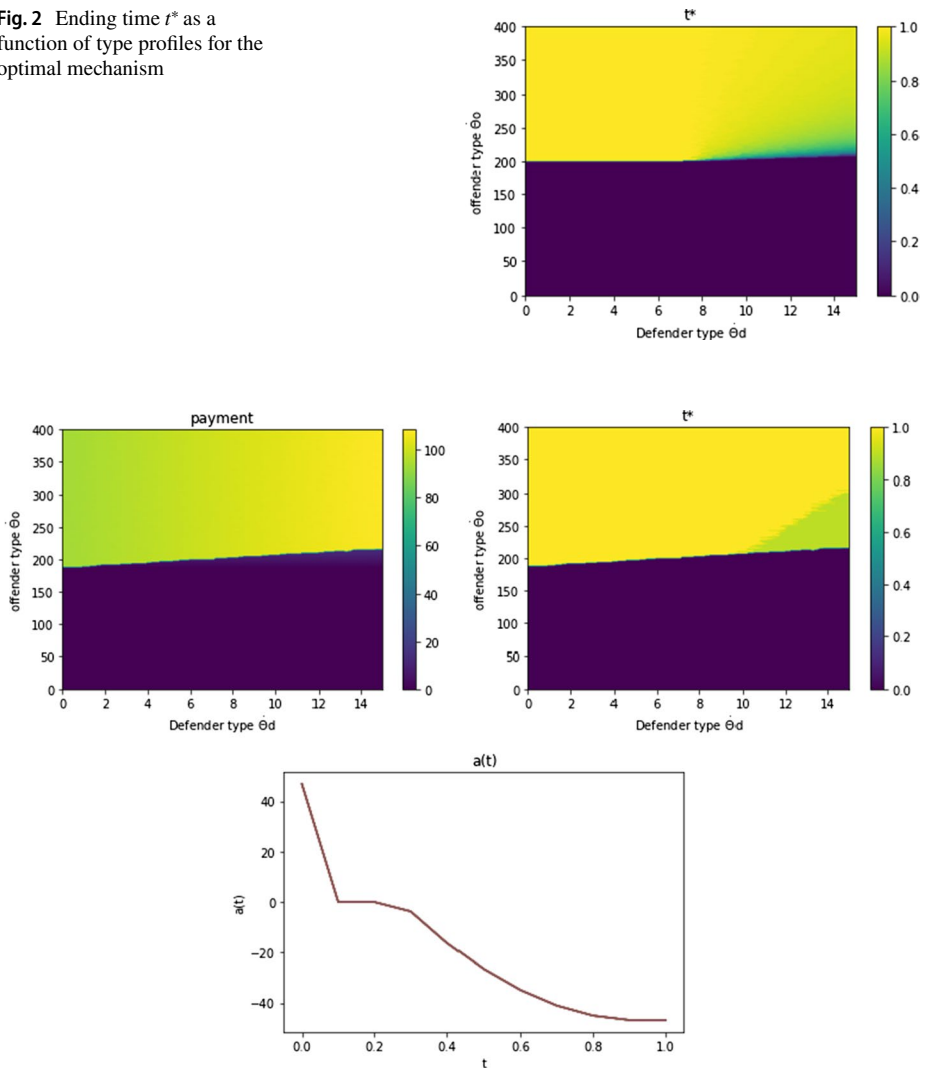 Fig. 2 Ending time t* as a
function of type profiles for the
optimal mechanism
t*
400
350
300
250
200
150
100
50
0
offender type Θ̇o
0 2 4 6 8 10 12 14
Defender type Θ̇d
1.0
0.8
0.6
0.4
0.2
0.0
payment
400
350
300
250
200
150
100
50
0
offender type Θ̇o
0 2 4 6 8 10 12 14
Defender type Θ̇d
100
80
60
40
20
0
t*
400
350
300
250
200
150
100
50
0
offender type Θ̇o
0 2 4 6 8 10 12 14
Defender type Θ̇d
1.0
0.8
0.6
0.4
0.2
0.0
a(t)
40
20
0
−20
−40
a(t)
0.0 0.2 0.4 0.6 0.8 1.0
t